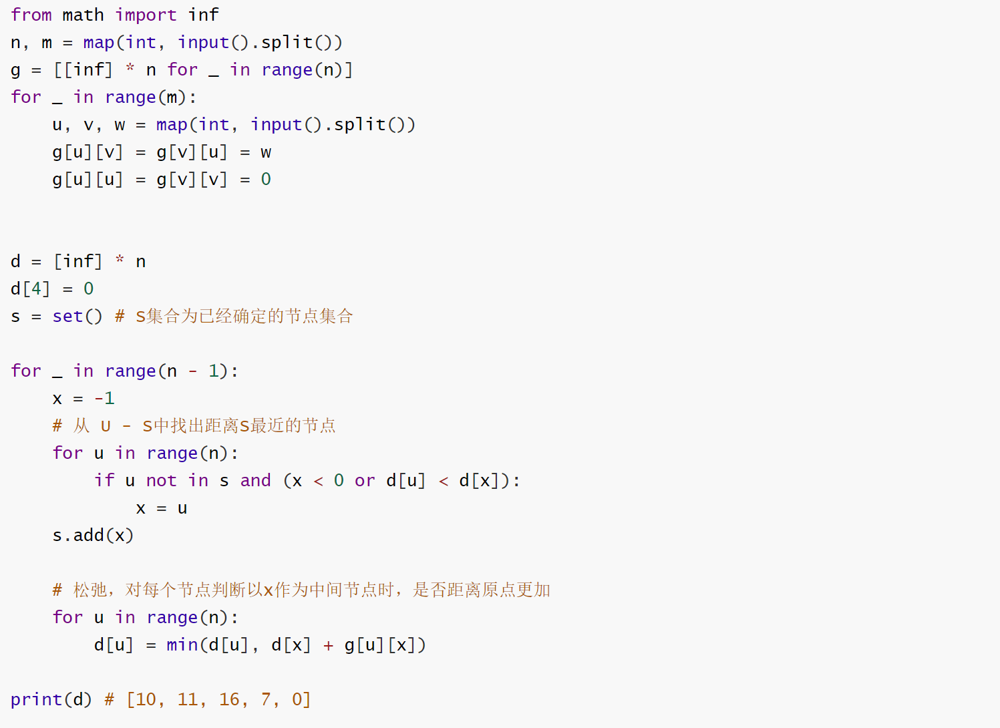 from math import inf
n, m = map(int, input().split())
g = [[inf] * n for _ in range(n)]
for _ in range(m):
    u, v, w = map(int, input().split())
    g[u][v] = g[v][u] = w
    g[u][u] = g[v][v] = 0
d = [inf] * n
d[4] = 0
s = set() # S集合为已经确定的节点集合
for _ in range(n - 1):
    x = -1
    # 从 U - S中找出距离S最近的节点
    for u in range(n):
        if u not in s and (x < 0 or d[u] < d[x]):
            x = u
    s.add(x)
    # 松弛，对每个节点判断以x作为中间节点时，是否距离原点更加
    for u in range(n):
        d[u] = min(d[u], d[x] + g[u][x])
print(d) # [10, 11, 16, 7, 0]